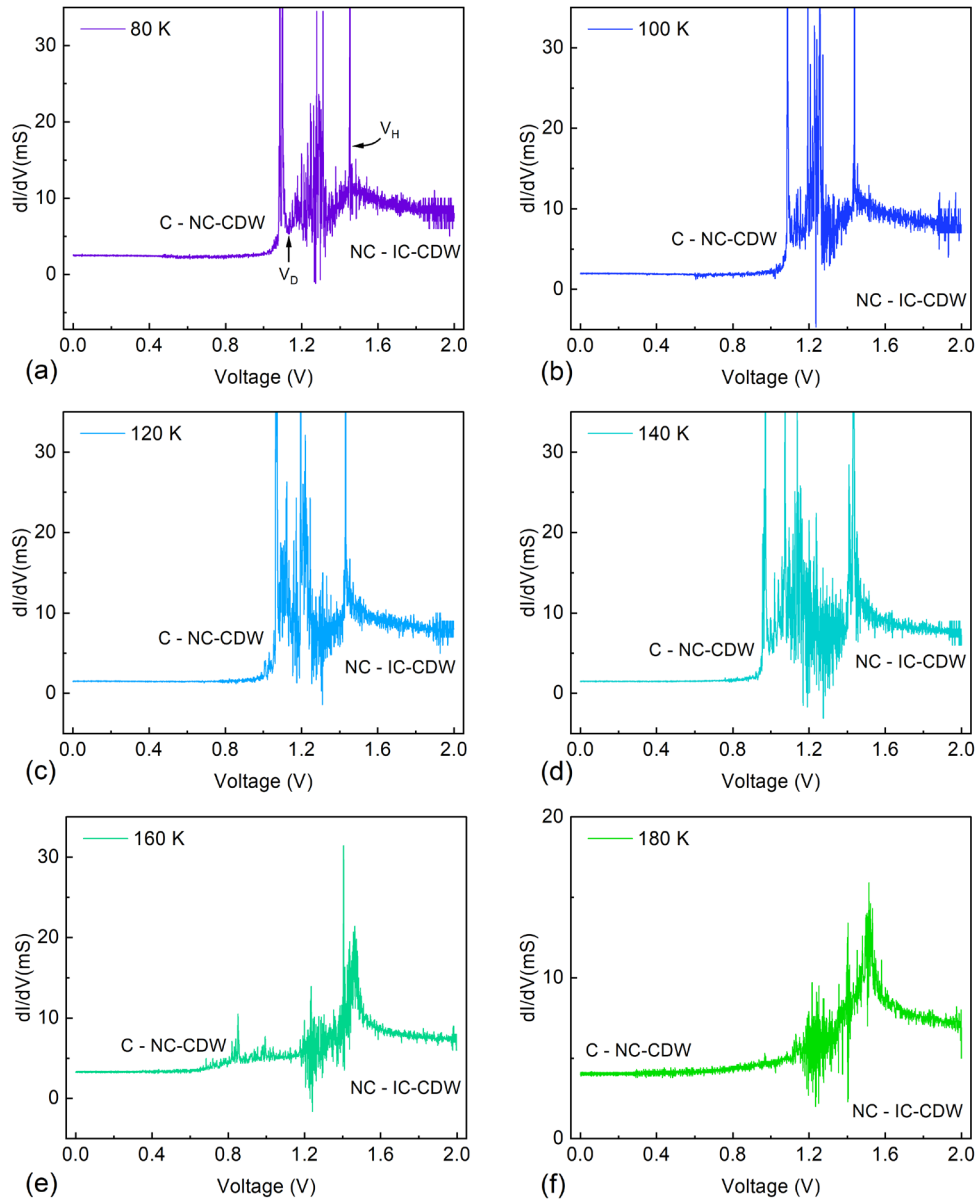 80 K
30
20
10
0
dI/dV(mS)
V_H
C - NC-CDW
V_D
NC - IC-CDW
0.0 0.4 0.8 1.2 1.6 2.0
Voltage (V)
(a)
100 K
30
20
10
0
dI/dV(mS)
C - NC-CDW
NC - IC-CDW
0.0 0.4 0.8 1.2 1.6 2.0
Voltage (V)
(b)
120 K
30
20
10
0
dI/dV(mS)
C - NC-CDW
NC - IC-CDW
0.0 0.4 0.8 1.2 1.6 2.0
Voltage (V)
(c)
140 K
30
20
10
0
dI/dV(mS)
C - NC-CDW
NC - IC-CDW
0.0 0.4 0.8 1.2 1.6 2.0
Voltage (V)
(d)
160 K
30
20
10
0
dI/dV(mS)
C - NC-CDW
NC - IC-CDW
0.0 0.4 0.8 1.2 1.6 2.0
Voltage (V)
(e)
180 K
20
15
10
5
0
dI/dV(mS)
C - NC-CDW
NC - IC-CDW
0.0 0.4 0.8 1.2 1.6 2.0
Voltage (V)
(f)